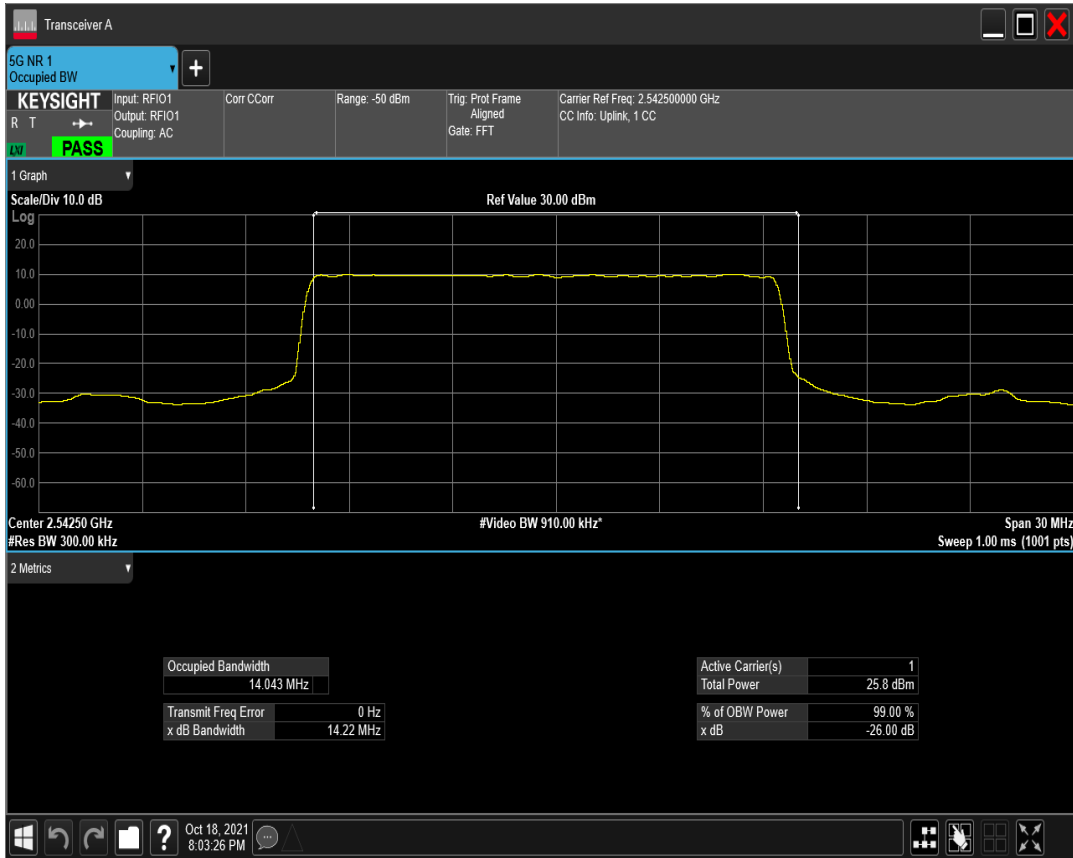 Transceiver A
5G NR 1
Occupied BW
KEYSIGHT
R T
LXI
PASS
Input: RFIO1
Output: RFIO1
Coupling: AC
Corr CCorr
Range: -50 dBm
Trig: Prot Frame
Aligned
Gate: FFT
Carrier Ref Freq: 2.542500000 GHz
CC Info: Uplink, 1 CC
1 Graph
Scale/Div 10.0 dB
Ref Value 30.00 dBm
Log
20.0
10.0
0.00
-10.0
-20.0
-30.0
-40.0
-50.0
-60.0
Center 2.54250 GHz
#Video BW 910.00 kHz*
Span 30 MHz
#Res BW 300.00 kHz
Sweep 1.00 ms (1001 pts)
2 Metrics
Occupied Bandwidth
14.043 MHz
Transmit Freq Error 0 Hz
x dB Bandwidth 14.22 MHz
Active Carrier(s) 1
Total Power 25.8 dBm
% of OBW Power 99.00 %
x dB -26.00 dB
?
Oct 18, 2021
8:03:26 PM